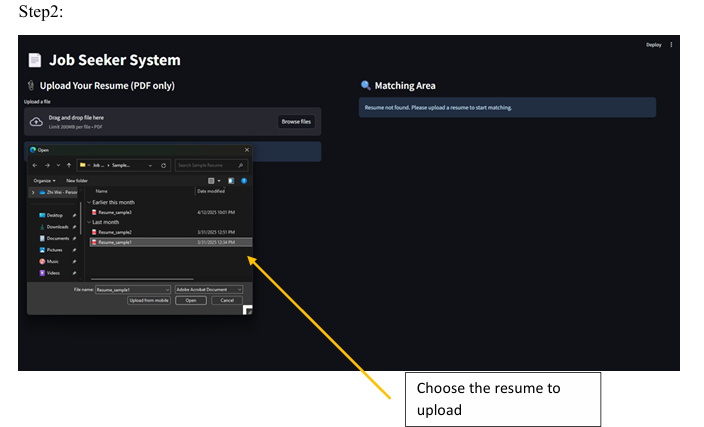 Step2:
Deploy
Job Seeker System
Upload Your Resume (PDF only)
Matching Area
Upload a file
Drag and drop file here
Limit 200MB per file • PDF
Browse files
Resume not found. Please upload a resume to start matching.
Open
Job ... › Sample...
Search Sample Resume
Organize
New folder
Zhi Wei - Person
Name
Date modified
Earlier this month
Desktop
Resume_sample3
4/12/2025 10:01 PM
Downloads
Last month
Documents
Resume_sample2
3/31/2025 12:51 PM
Pictures
Resume_sample1
3/31/2025 12:34 PM
Music
Videos
File name:
Resume_sample1
Adobe Acrobat Document
Upload from mobile
Open
Cancel
Choose the resume to
upload